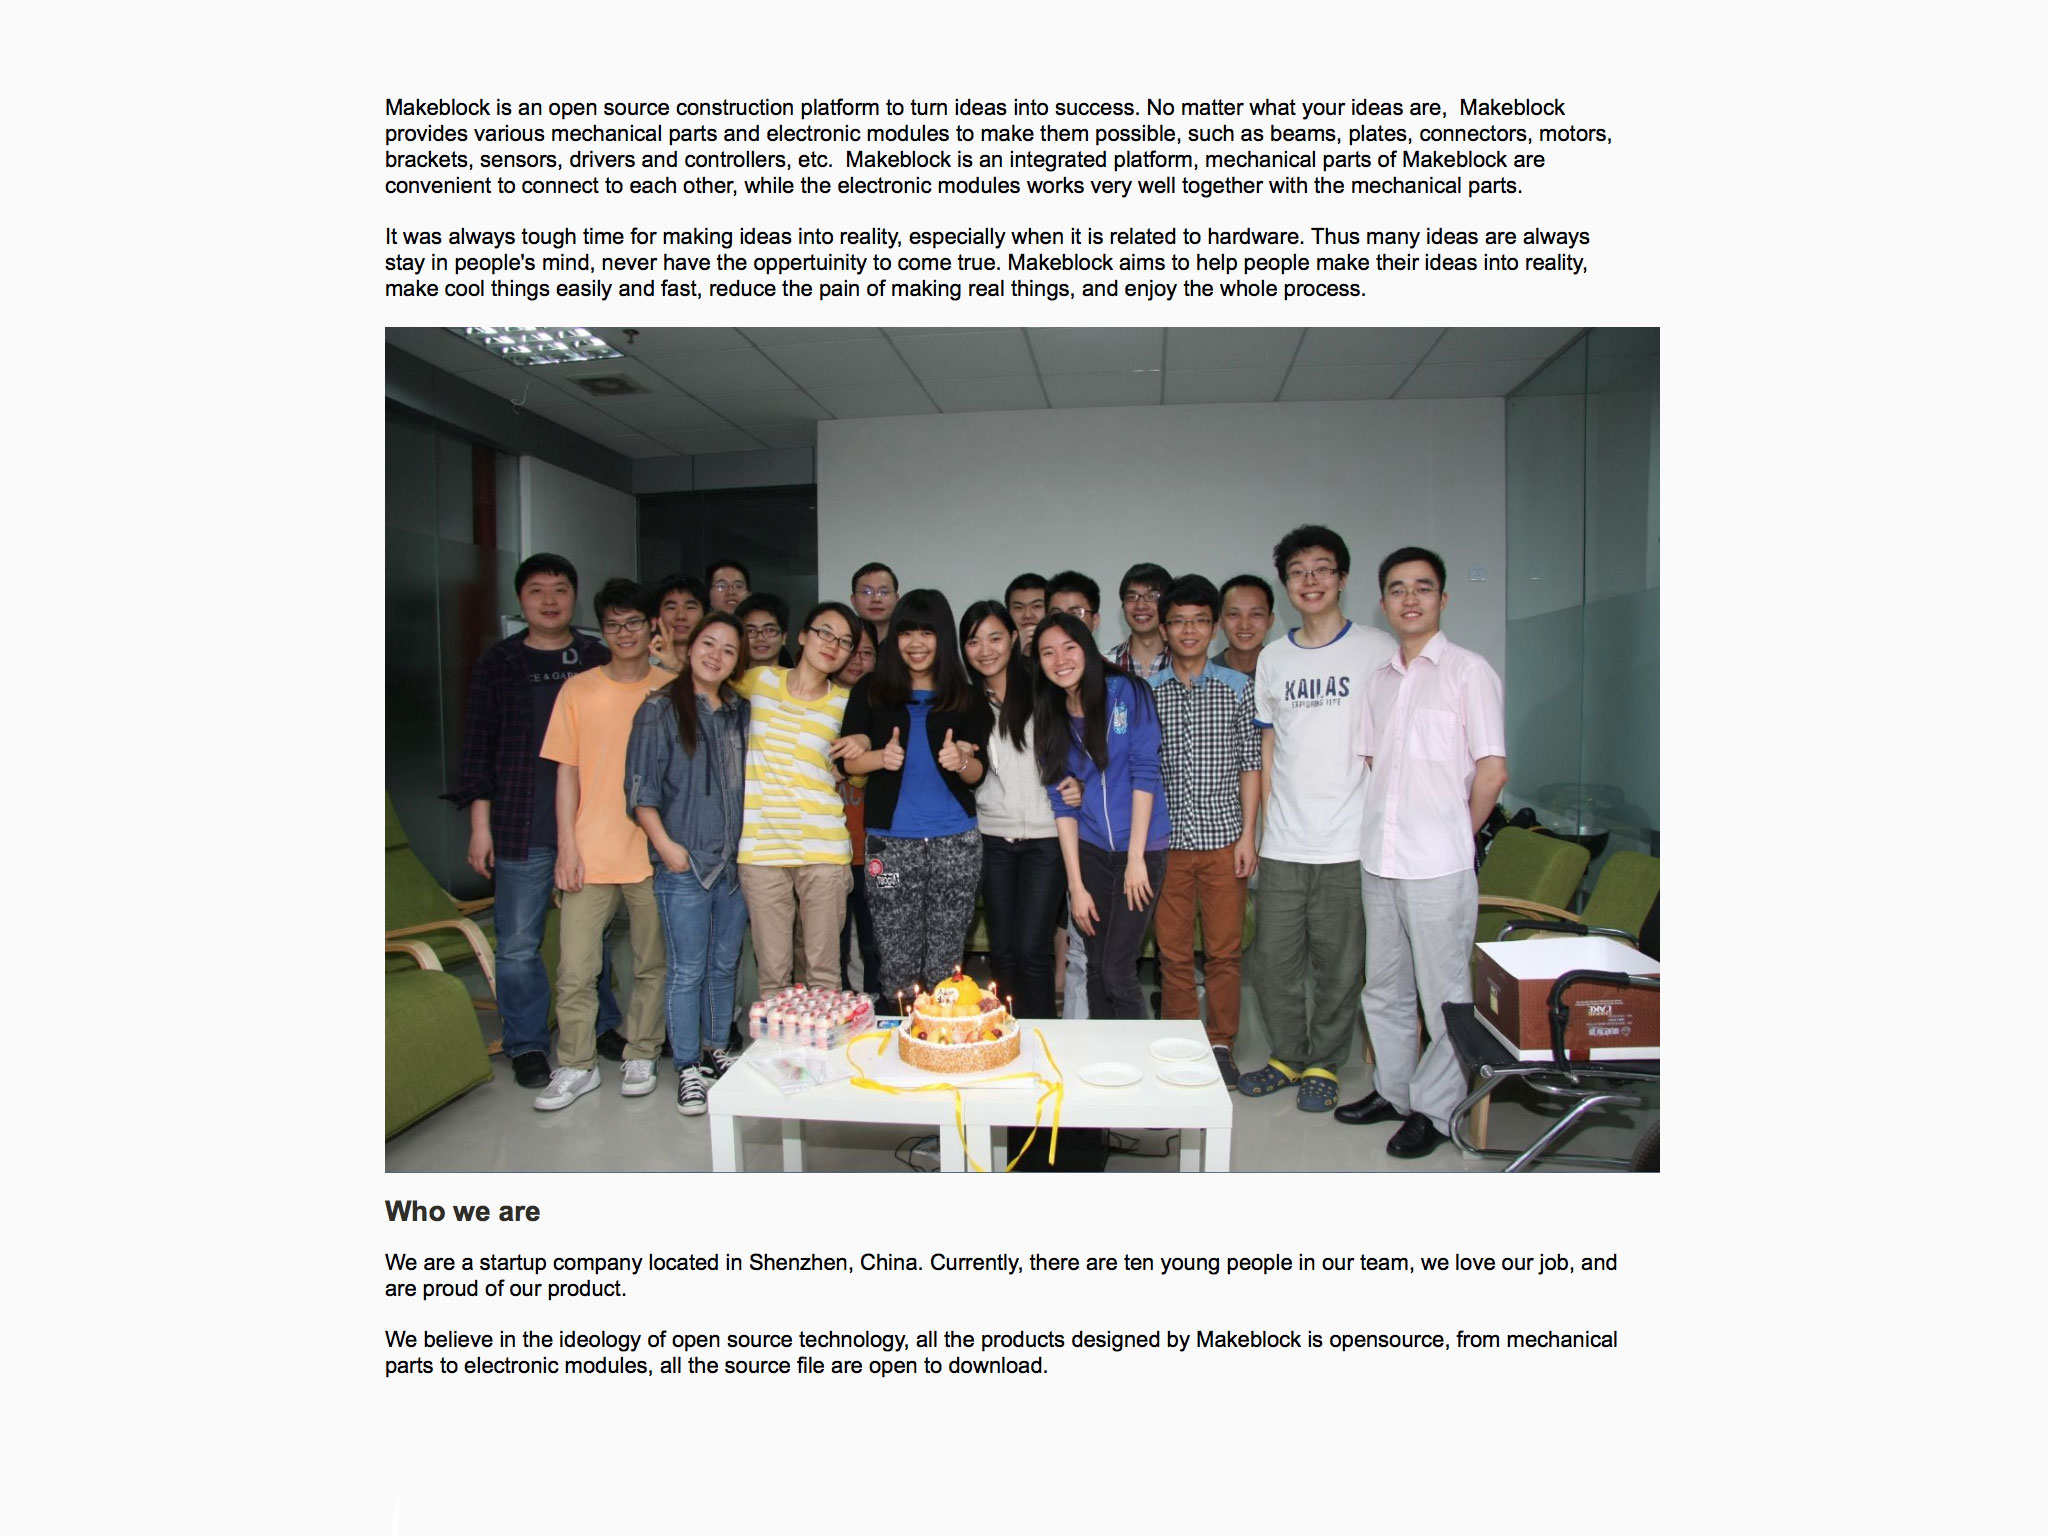 Makeblock is an open source construction platform to turn ideas into success. No matter what your ideas are,  Makeblock
provides various mechanical parts and electronic modules to make them possible, such as beams, plates, connectors, motors,
brackets, sensors, drivers and controllers, etc.  Makeblock is an integrated platform, mechanical parts of Makeblock are
convenient to connect to each other, while the electronic modules works very well together with the mechanical parts.
It was always tough time for making ideas into reality, especially when it is related to hardware. Thus many ideas are always
stay in people's mind, never have the oppertuinity to come true. Makeblock aims to help people make their ideas into reality,
make cool things easily and fast, reduce the pain of making real things, and enjoy the whole process.
KAILAS
EXPLORING LIFE
CAKE
Who we are
We are a startup company located in Shenzhen, China. Currently, there are ten young people in our team, we love our job, and
are proud of our product.
We believe in the ideology of open source technology, all the products designed by Makeblock is opensource, from mechanical
parts to electronic modules, all the source file are open to download.